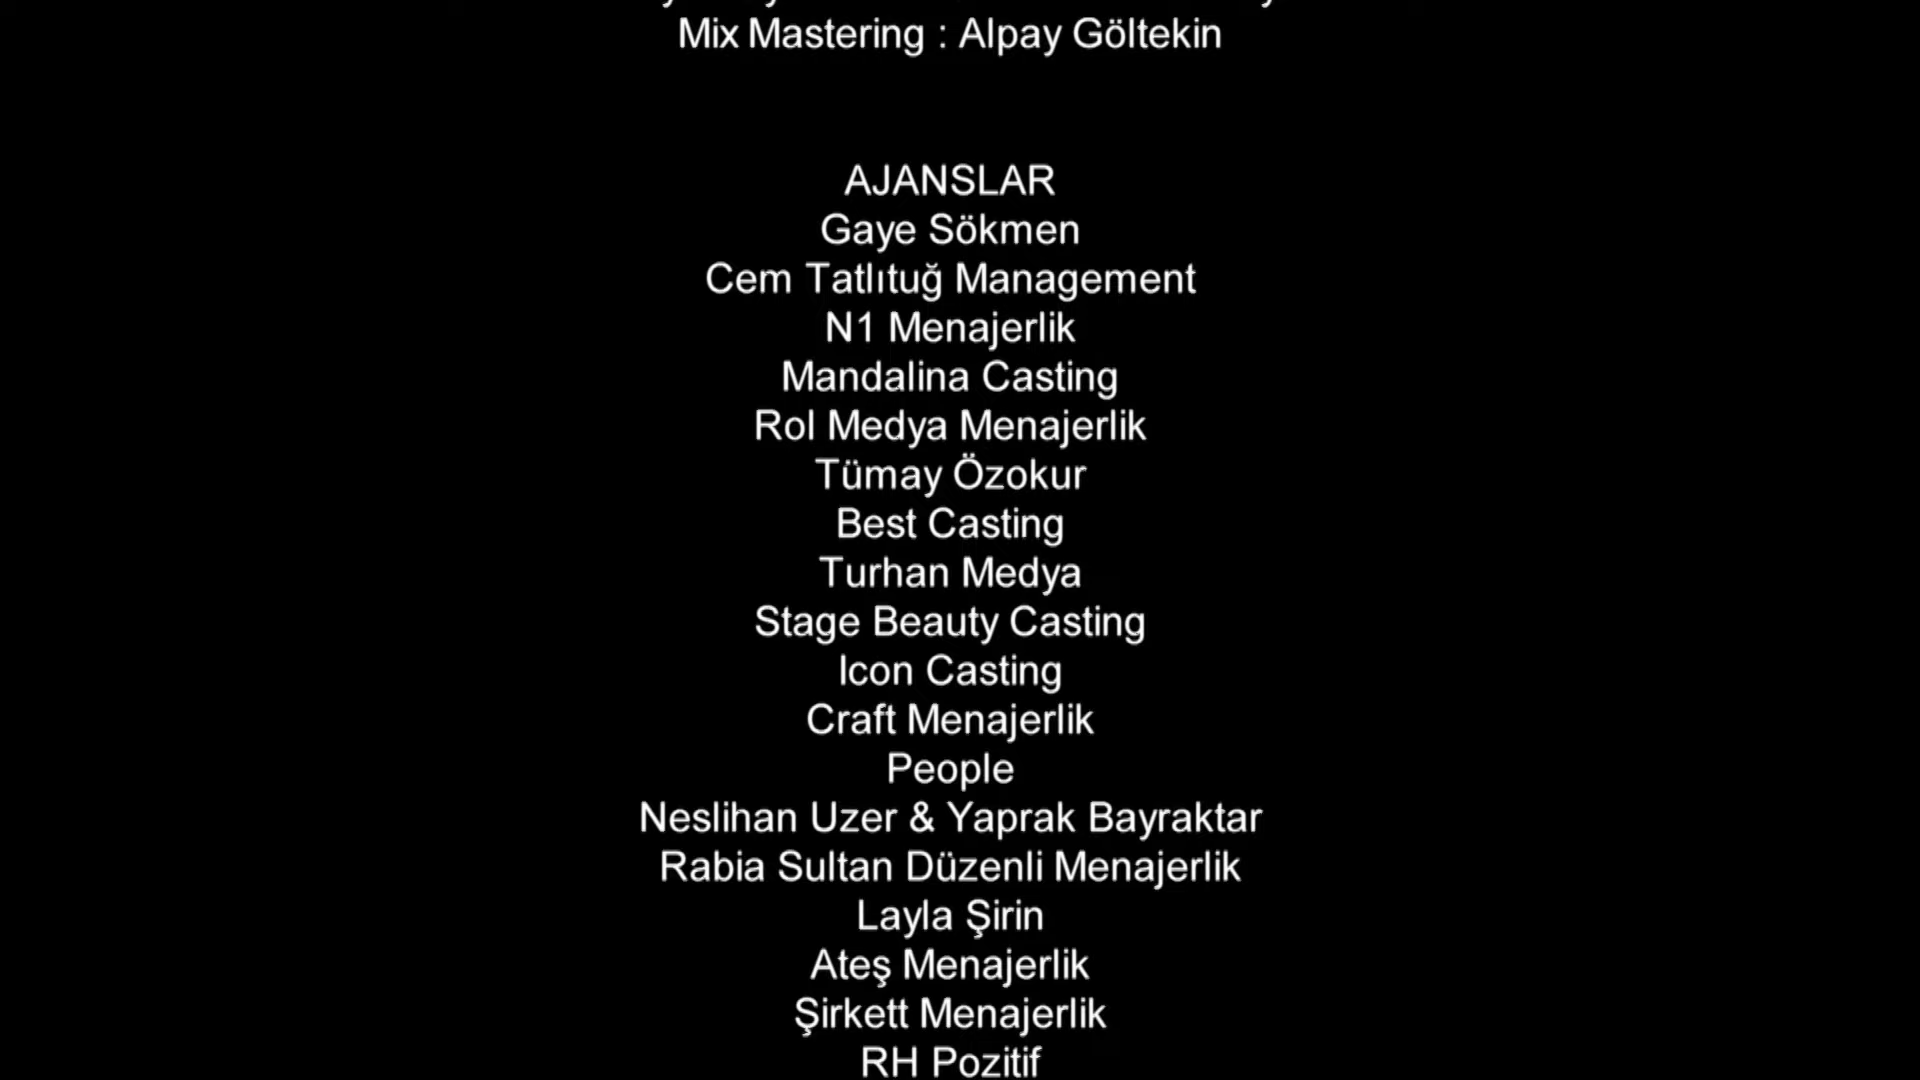 Mix Mastering : Alpay Göltekin
AJANSLAR
Gaye Sökmen
Cem Tatlıtuğ Management
N1 Menajerlik
Mandalina Casting
Rol Medya Menajerlik
Tümay Özokur
Best Casting
Turhan Medya
Stage Beauty Casting
Icon Casting
Craft Menajerlik
People
Neslihan Uzer & Yaprak Bayraktar
Rabia Sultan Düzenli Menajerlik
Layla Şirin
Ateş Menajerlik
Şirkett Menajerlik
RH Pozitif